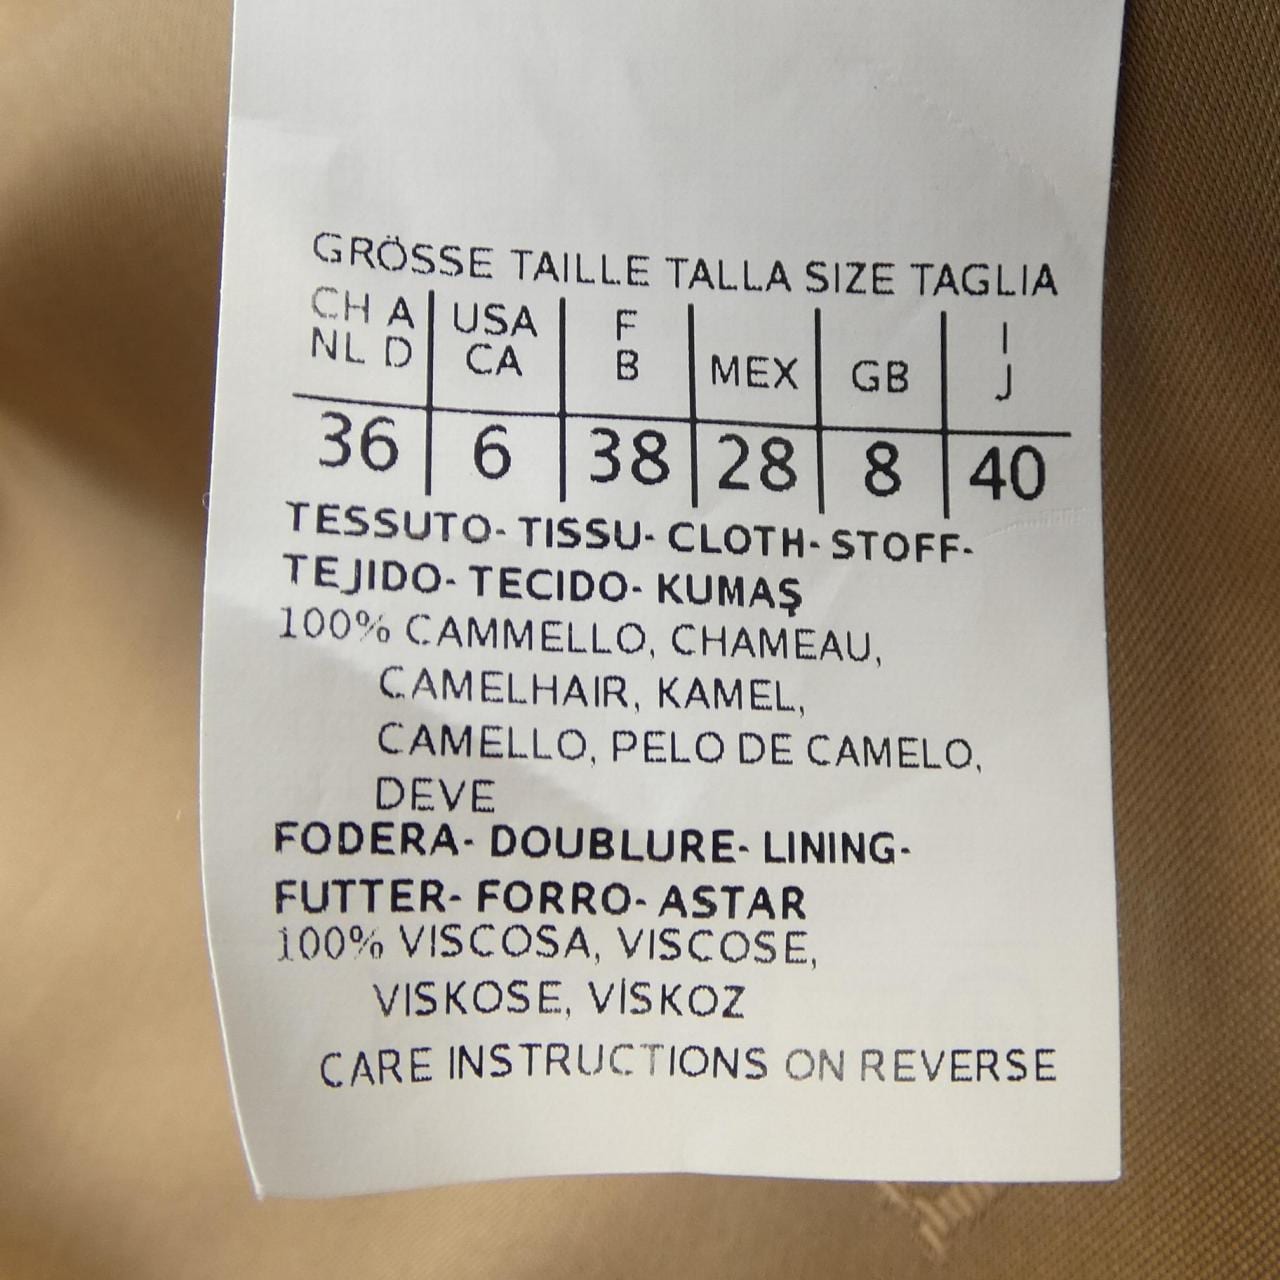 GRÖSSE TAILLE TALLA SIZE TAGLIA
CH A USA F I
NL D CA B MEX GB J
36 6 38 28 8 40
TESSUTO- TISSU- CLOTH- STOFF-
TEJIDO- TECIDO- KUMAŞ
100% CAMMELLO, CHAMEAU,
CAMELHAIR, KAMEL,
CAMELLO, PELO DE CAMELO,
DEVE
FODERA- DOUBLURE- LINING-
FUTTER- FORRO- ASTAR
100% VISCOSA, VISCOSE,
VISKOSE, VİSKOZ
CARE INSTRUCTIONS ON REVERSE